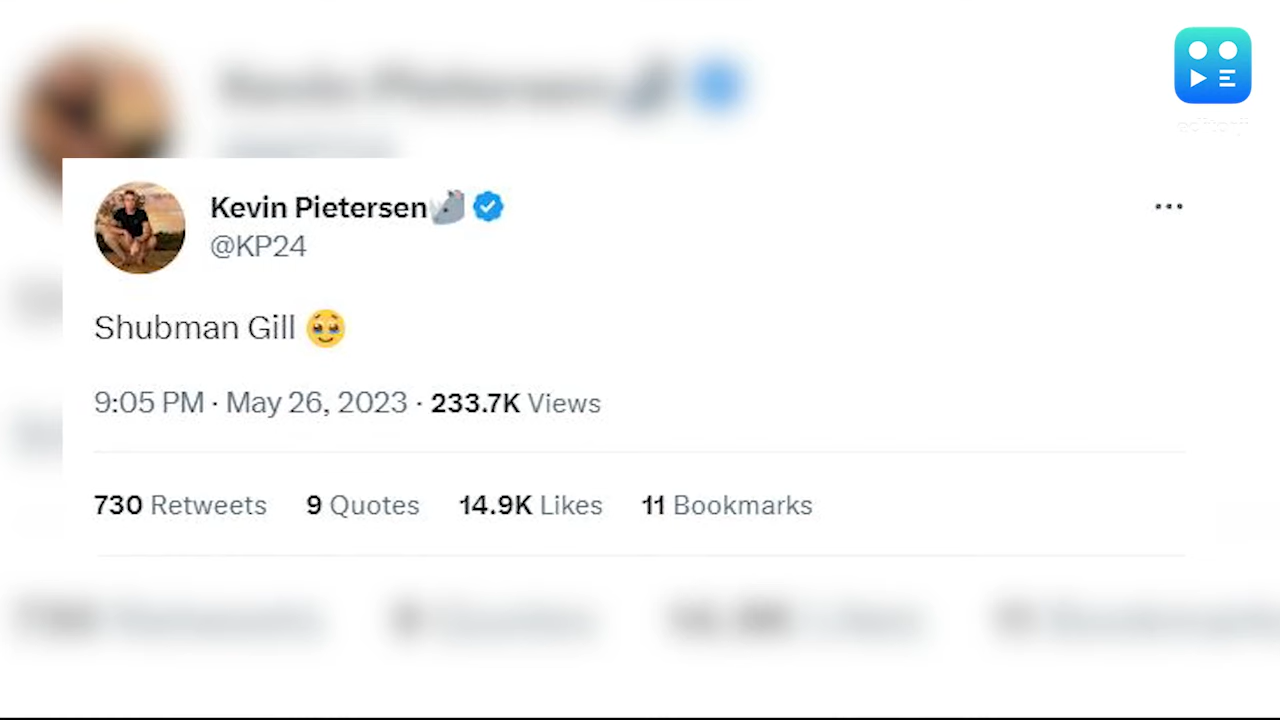 Kevin Pietersen🦏
@KP24
Shubman Gill 🥹
9:05 PM · May 26, 2023 · 233.7K Views
730 Retweets 9 Quotes 14.9K Likes 11 Bookmarks